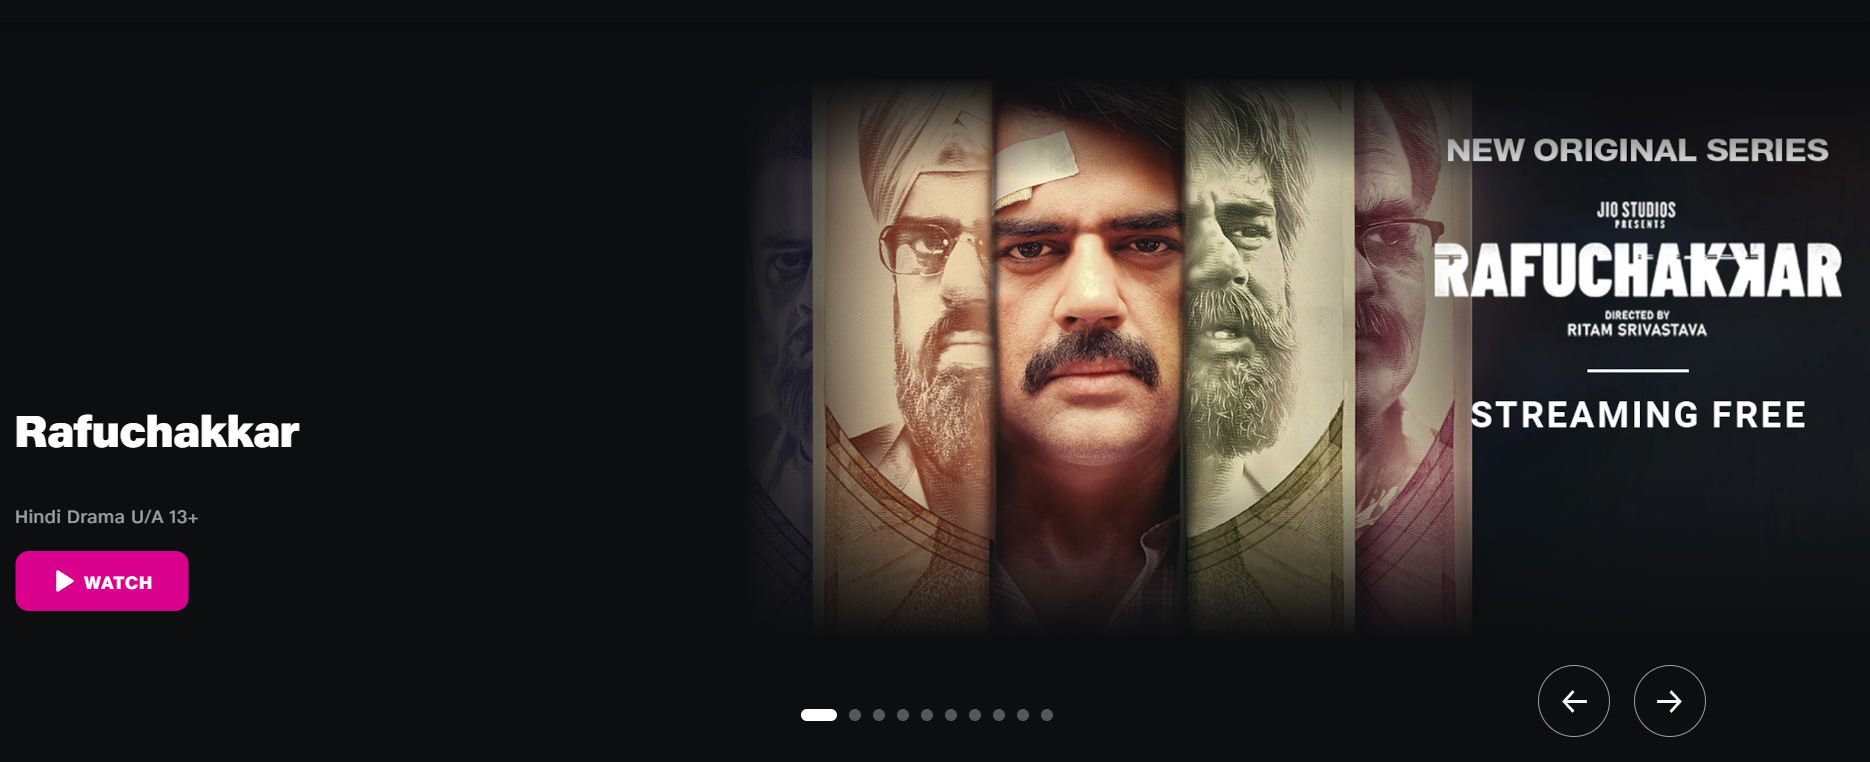 Rafuchakkar
Hindi Drama U/A 13+
WATCH
NEW ORIGINAL SERIES
JIO STUDIOS
PRESENTS
RAFUCHAKKAR
DIRECTED BY
RITAM SRIVASTAVA
STREAMING FREE